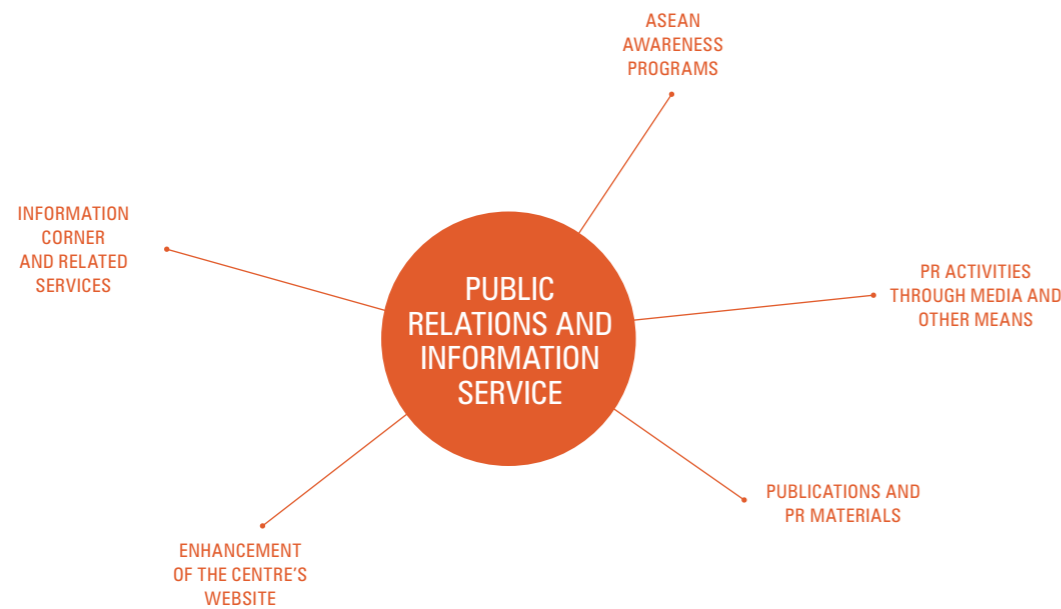 ASEAN
AWARENESS
PROGRAMS
INFORMATION
CORNER
AND RELATED
SERVICES
PUBLIC
RELATIONS AND
INFORMATION
SERVICE
PR ACTIVITIES
THROUGH MEDIA AND
OTHER MEANS
PUBLICATIONS AND
PR MATERIALS
ENHANCEMENT
OF THE CENTRE’S
WEBSITE